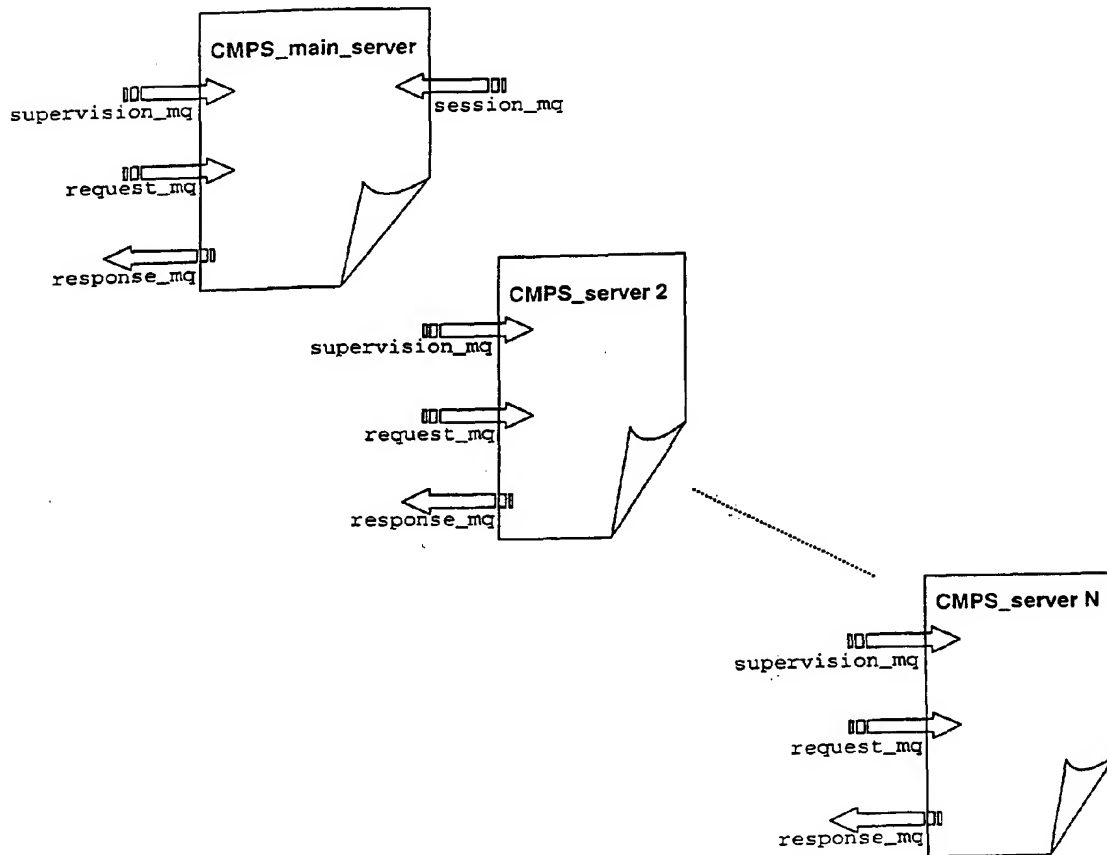 CMPS_main_server
supervision_mq
session_mq
request_mq
response_mq
CMPS_server 2
supervision_mq
request_mq
response_mq
CMPS_server N
supervision_mq
request_mq
response_mq